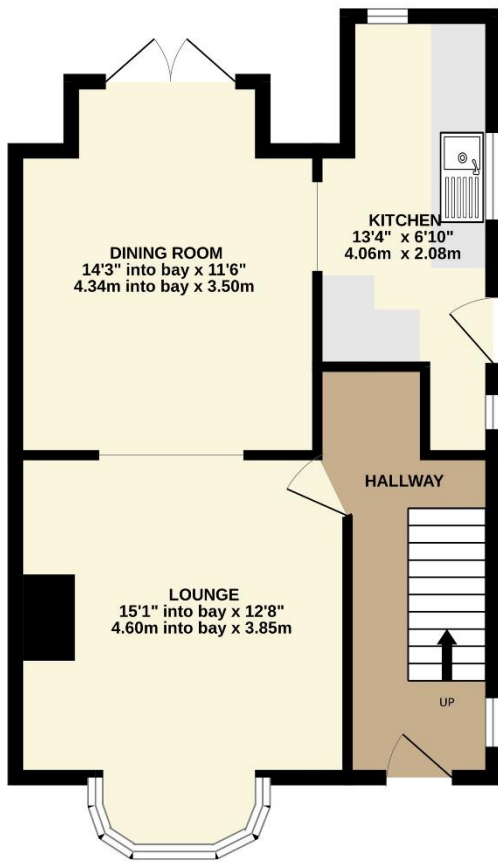 KITCHEN
13'4" x 6'10"
4.06m x 2.08m
DINING ROOM
14'3" into bay x 11'6"
4.34m into bay x 3.50m
HALLWAY
LOUNGE
15'1" into bay x 12'8"
4.60m into bay x 3.85m
UP